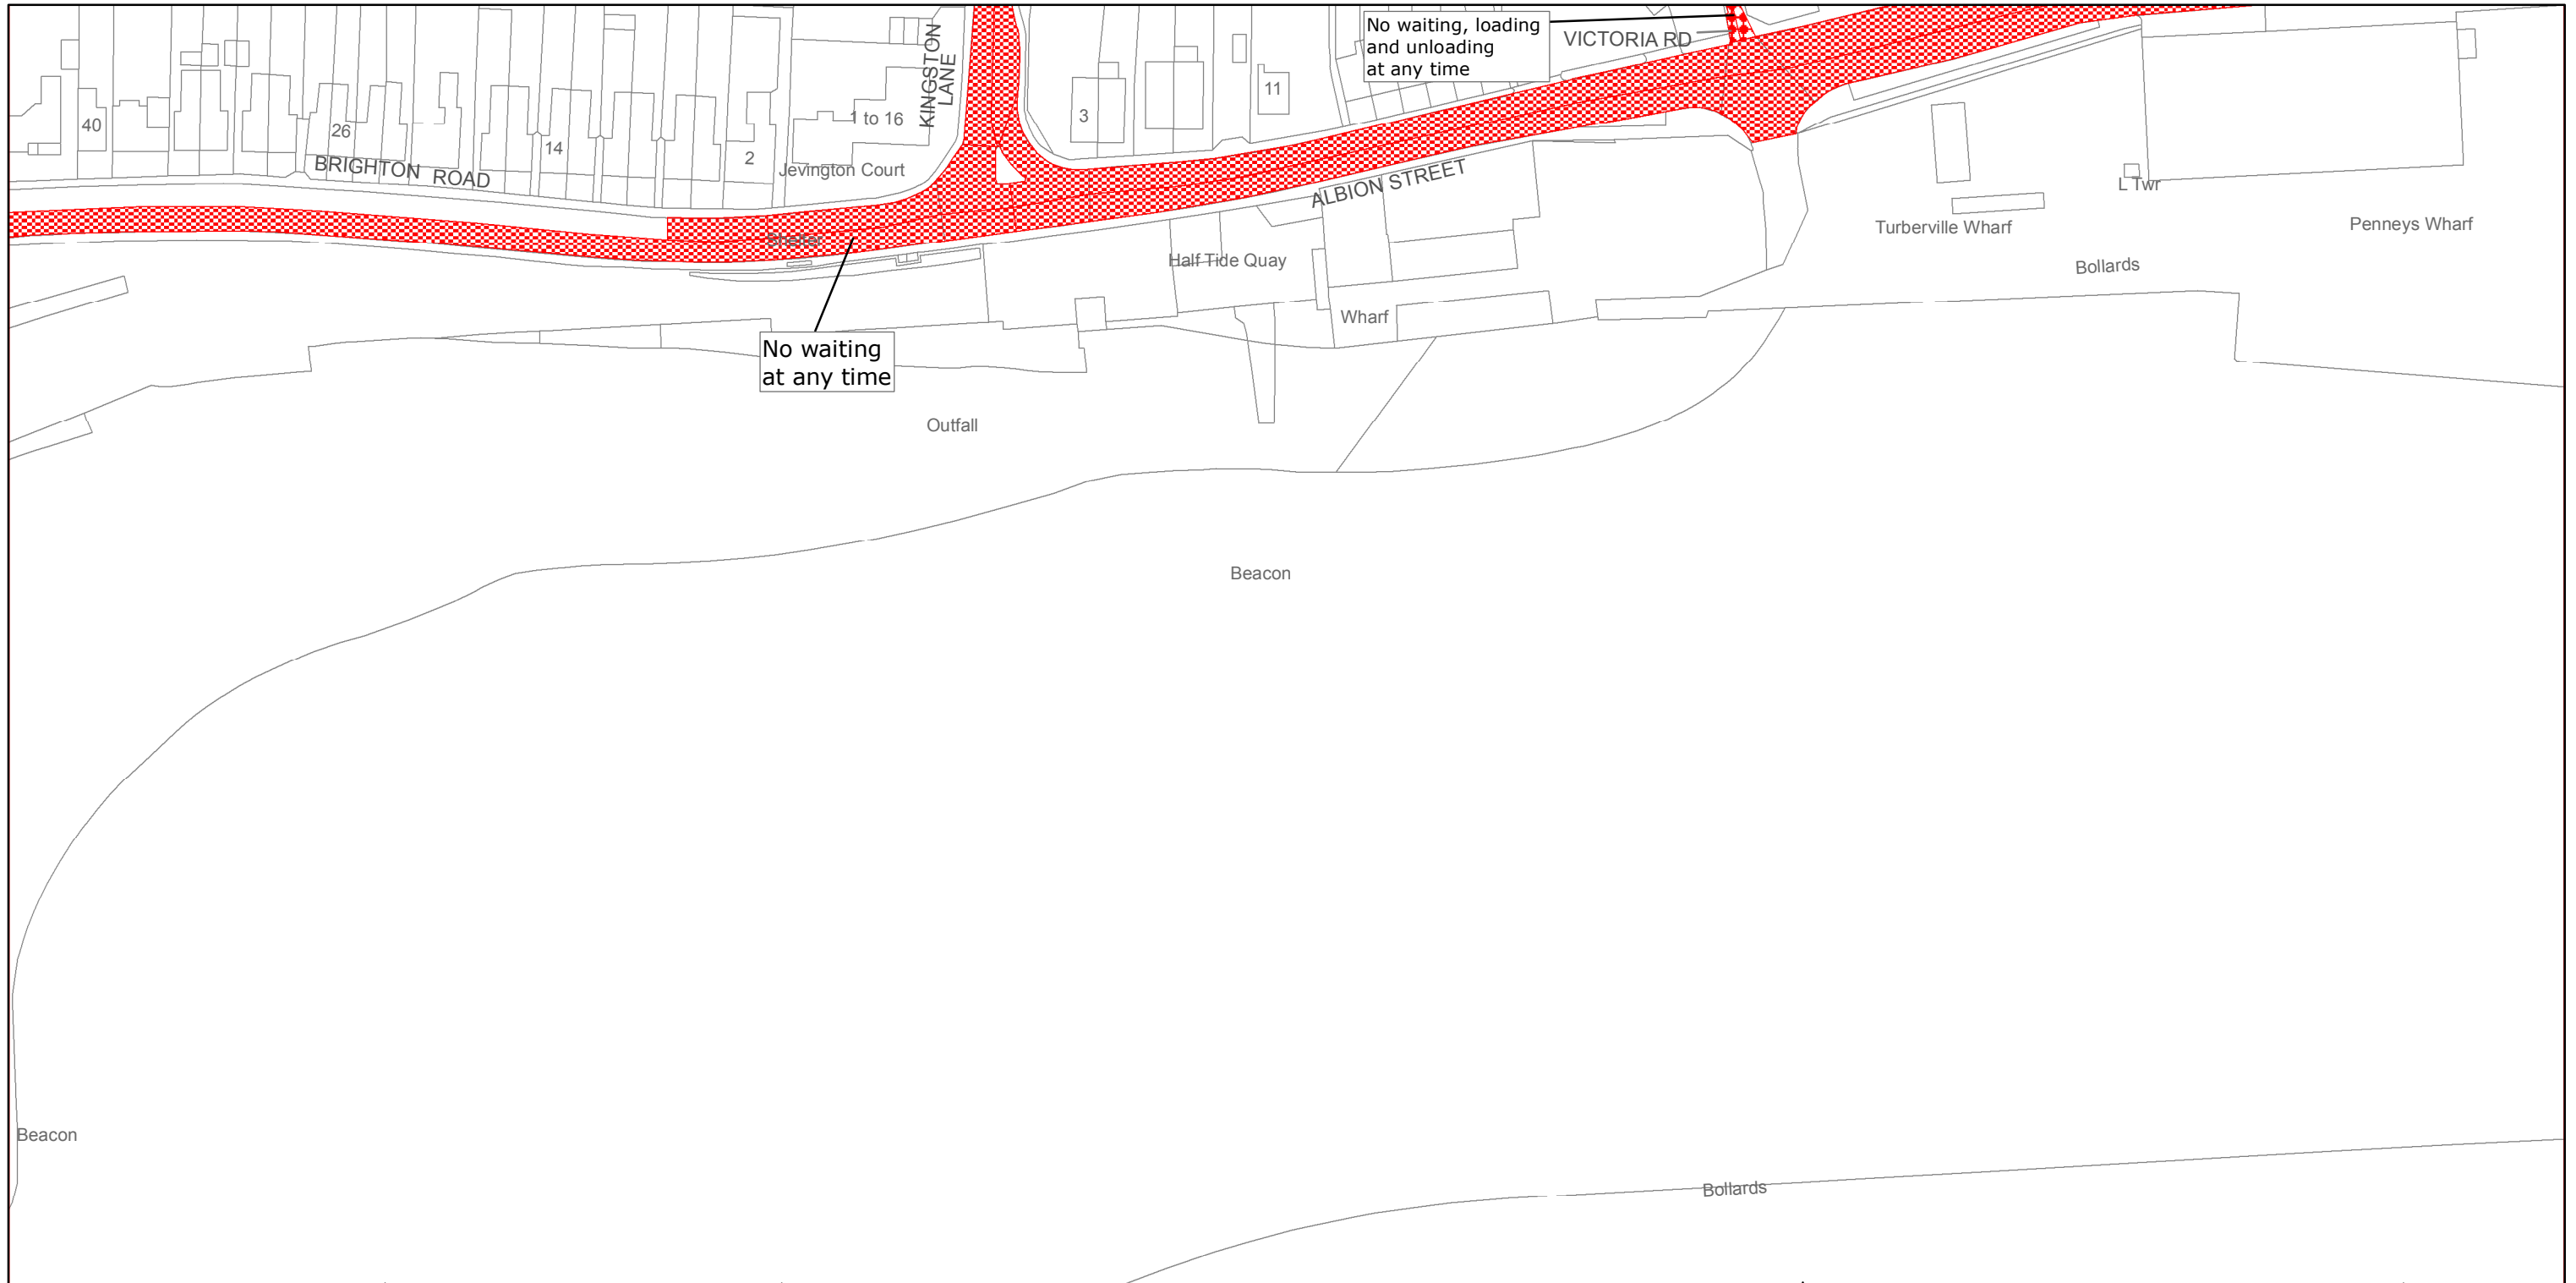 No waiting, loading
and unloading
at any time
VICTORIA RD
KINGSTON
LANE
40
26
14
2
1 to 16
3
11
BRIGHTON ROAD
Jevington Court
ALBION STREET
L Twr
Turberville Wharf
Penneys Wharf
Shelter
Half Tide Quay
Bollards
Wharf
No waiting
at any time
Outfall
Beacon
Beacon
Bollards